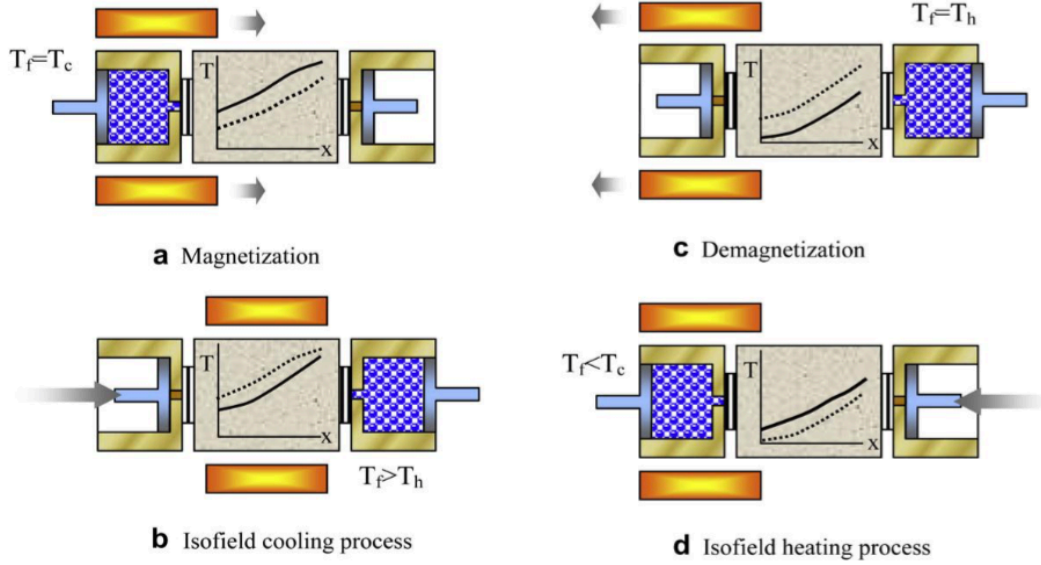 T_f=T_c
T
x
a Magnetization
T_f=T_h
T
x
c Demagnetization
T
x
T_f>T_h
b Isofield cooling process
T_f<T_c
T
x
d Isofield heating process